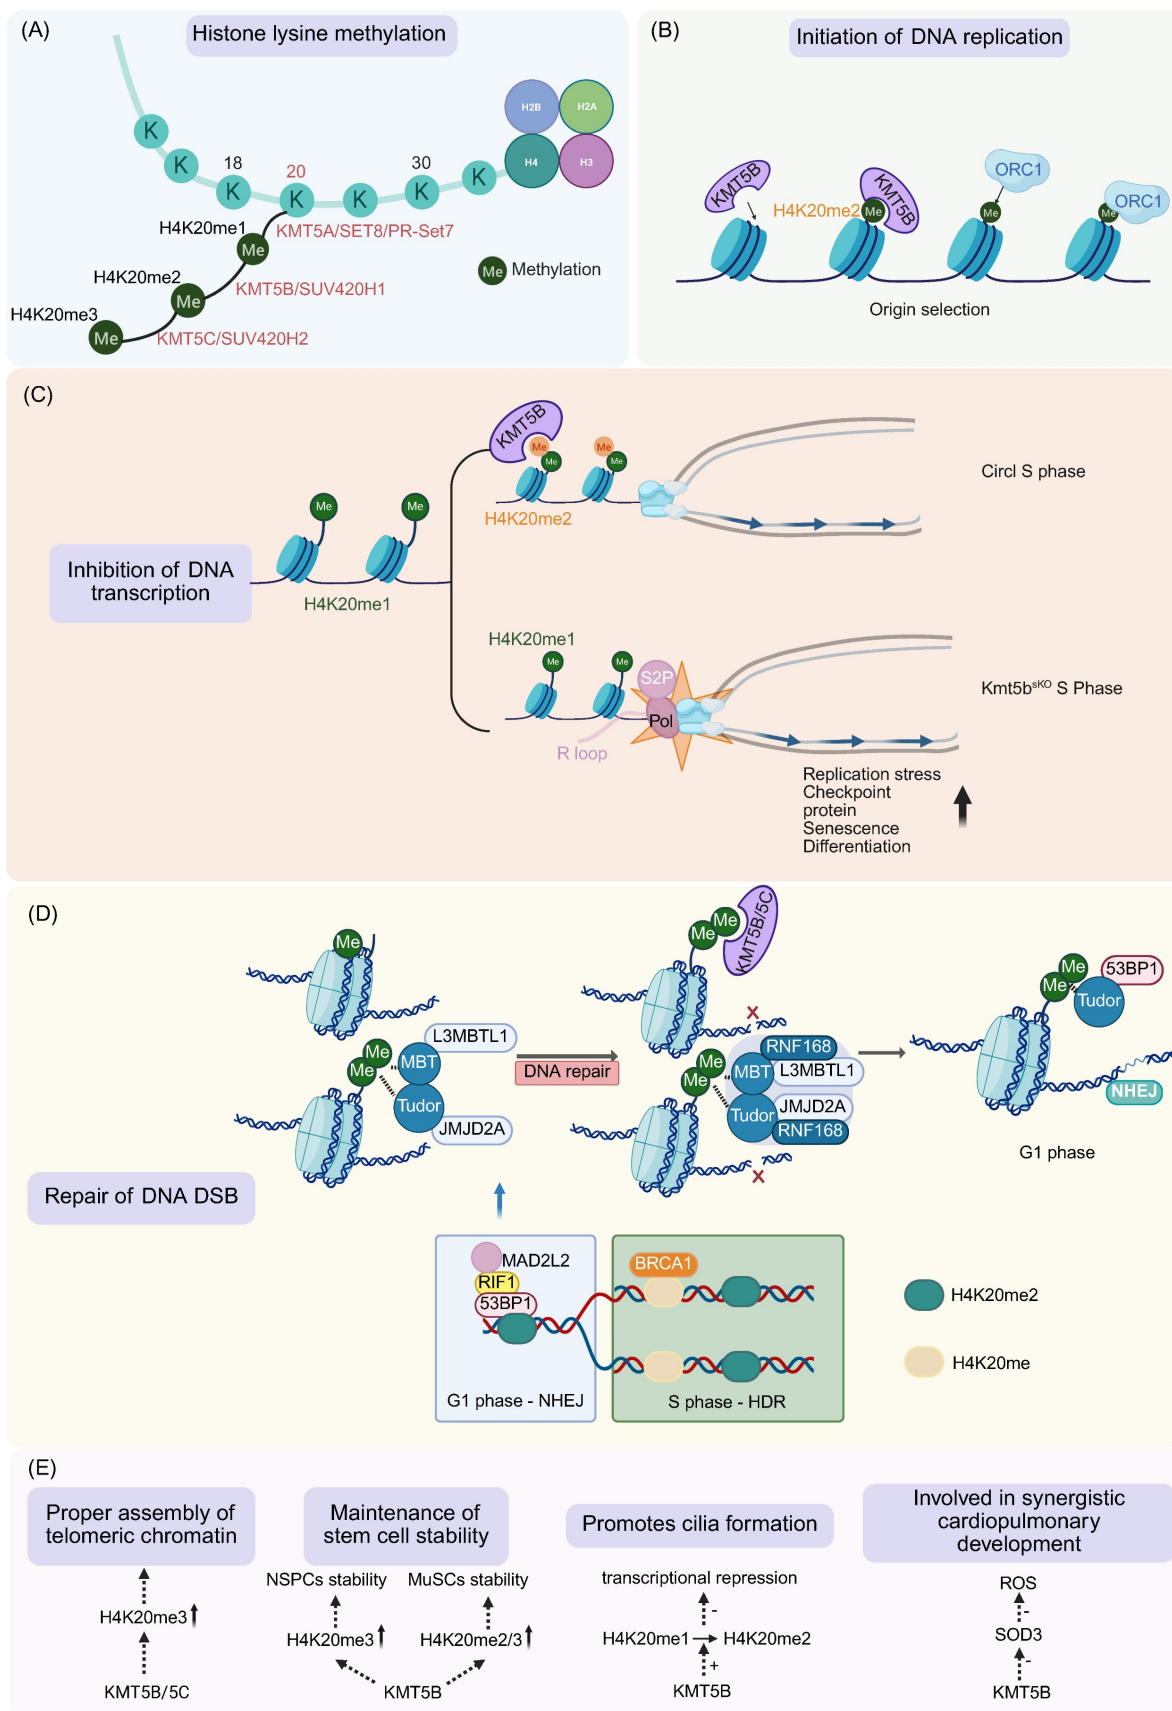 (A)
Histone lysine methylation
H2B
H2A
H4
H3
K
K
18
K
20
K
K
30
K
K
H4K20me1
KMT5A/SET8/PR-Set7
Me
H4K20me2
KMT5B/SUV420H1
Me
H4K20me3
KMT5C/SUV420H2
Me
Me Methylation
(B)
Initiation of DNA replication
KMT5B
H4K20me2
Me
KMT5B
ORC1
Me
Me
ORC1
Origin selection
(C)
Inhibition of DNA
transcription
Me
Me
H4K20me1
KMT5B
Me
Me
Me
Me
H4K20me2
Circl S phase
H4K20me1
Me
Me
S2P
Pol
R loop
Kmt5bsKO S Phase
Replication stress
Checkpoint
protein
Senescence
Differentiation
(D)
Me
Me
Me
MBT
L3MBTL1
Tudor
JMJD2A
DNA repair
Me
Me
KMT5B/5C
X
Me
Me
MBT
RNF168
L3MBTL1
Tudor
JMJD2A
RNF168
X
Me
Me
53BP1
Tudor
NHEJ
G1 phase
Repair of DNA DSB
MAD2L2
RIF1
53BP1
G1 phase - NHEJ
BRCA1
S phase - HDR
H4K20me2
H4K20me
(E)
Proper assembly of
telomeric chromatin
H4K20me3
KMT5B/5C
Maintenance of
stem cell stability
NSPCs stability
MuSCs stability
H4K20me3
H4K20me2/3
KMT5B
Promotes cilia formation
transcriptional repression
-
H4K20me1
H4K20me2
+
KMT5B
Involved in synergistic
cardiopulmonary
development
ROS
-
SOD3
-
KMT5B